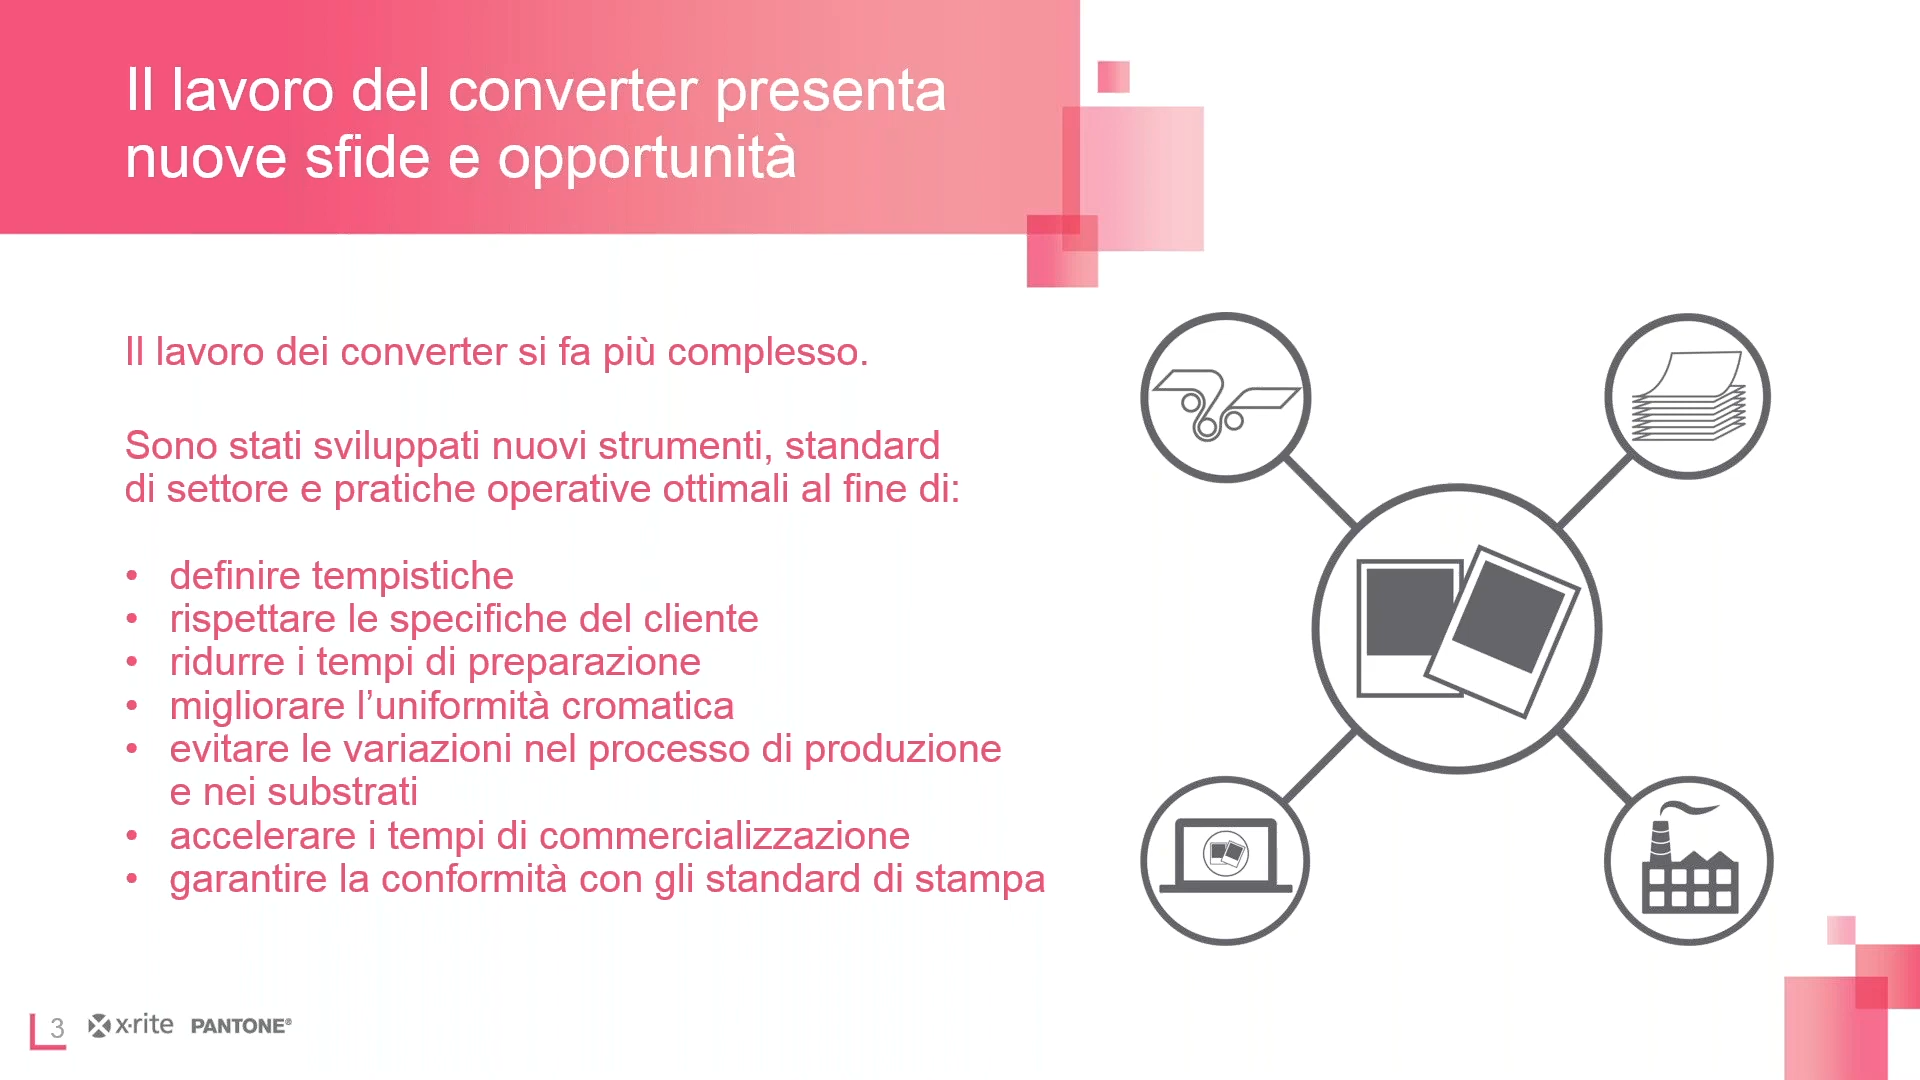 Il lavoro del converter presenta
nuove sfide e opportunità
Il lavoro dei converter si fa più complesso.
Sono stati sviluppati nuovi strumenti, standard
di settore e pratiche operative ottimali al fine di:
• definire tempistiche
• rispettare le specifiche del cliente
• ridurre i tempi di preparazione
• migliorare l’uniformità cromatica
• evitare le variazioni nel processo di produzione
e nei substrati
• accelerare i tempi di commercializzazione
• garantire la conformità con gli standard di stampa
3 x·rite PANTONE®